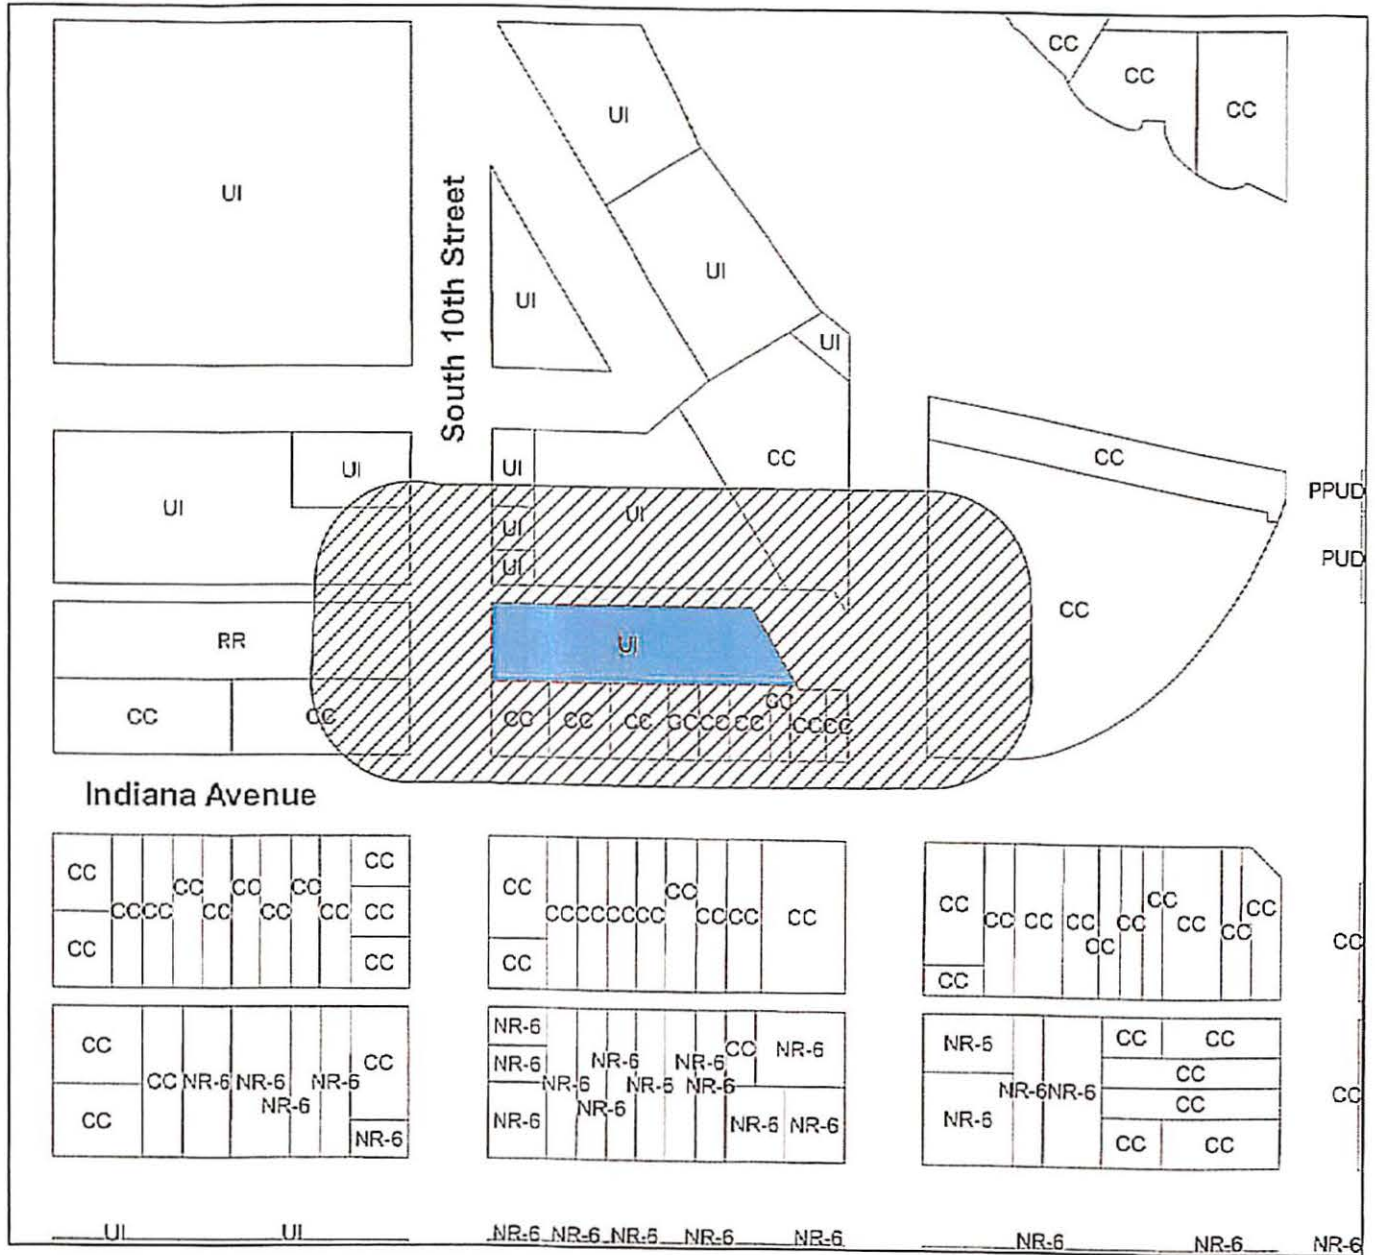 CC
CC
CC
UI
UI
UI
South 10th Street
UI
UI
UI
CC
CC
UI
UI
UI
PPUD
UI
UI
UI
PUD
CC
RR
UI
CC
CC
CC CC CC CC CC CC CC CC CC
Indiana Avenue
CC CC CC CC CC CC CC CC CC CC CC CC CC
CC CC CC CC CC CC CC CC CC CC
CC CC CC CC CC CC CC CC CC CC CC CC
CC
CC CC CC NR-6 NR-6 NR-6 NR-6 CC NR-6
NR-6 NR-6 NR-6 NR-6 NR-6 NR-6 NR-6 NR-6 NR-6 CC NR-6 NR-6 NR-6
NR-6 NR-6 NR-6 NR-6 CC CC CC CC CC CC
CC
UI UI NR-6 NR-6 NR-6 NR-6 NR-6 NR-6 NR-6 NR-6